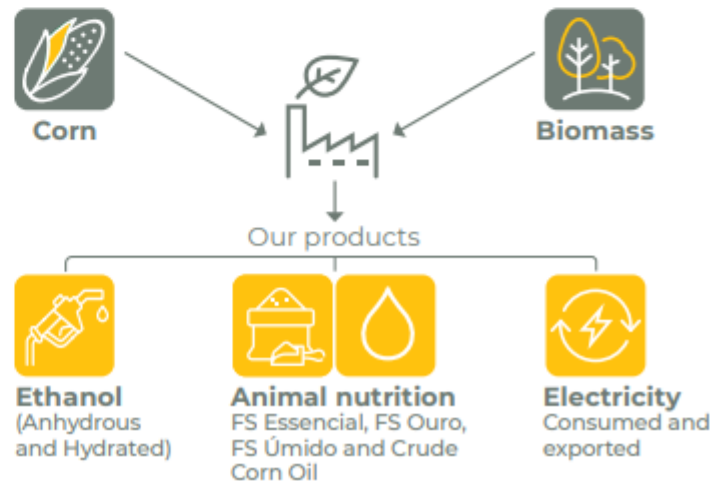 Corn
Biomass
Our products
Ethanol
(Anhydrous
and Hydrated)
Animal nutrition
FS Essencial, FS Ouro,
FS Úmido and Crude
Corn Oil
Electricity
Consumed and
exported